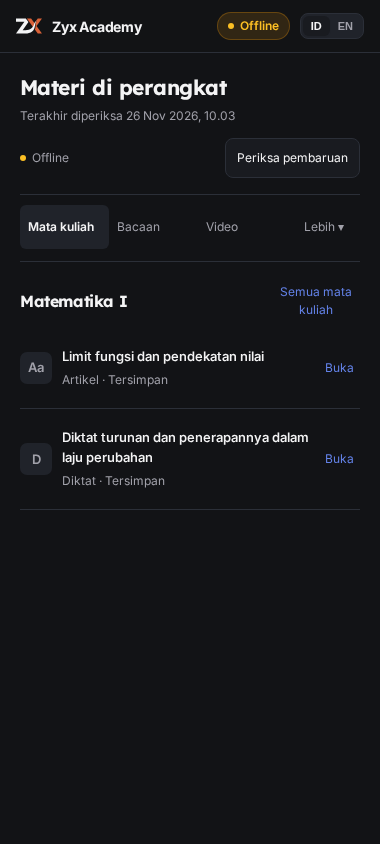 ZX Zyx Academy Offline ID EN
Materi di perangkat
Terakhir diperiksa 26 Nov 2026, 10.03
Offline Periksa pembaruan
Mata kuliah Bacaan Video Lebih ▾
Matematika I
Semua mata
kuliah
Aa
Limit fungsi dan pendekatan nilai
Artikel · Tersimpan
Buka
D
Diktat turunan dan penerapannya dalam
laju perubahan
Diktat · Tersimpan
Buka